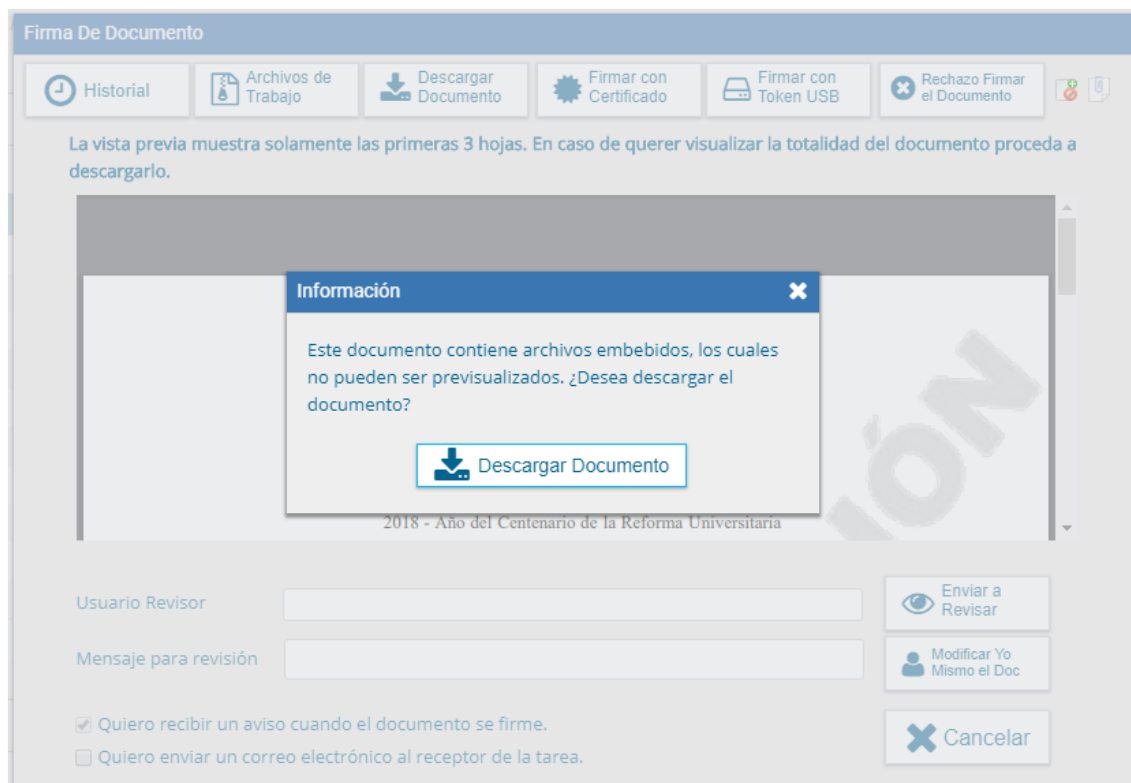 Firma De Documento
Historial
Archivos de
Trabajo
Descargar
Documento
Firmar con
Certificado
Firmar con
Token USB
Rechazo Firmar
el Documento
La vista previa muestra solamente las primeras 3 hojas. En caso de querer visualizar la totalidad del documento proceda a
descargarlo.
Información
Este documento contiene archivos embebidos, los cuales
no pueden ser previsualizados. ¿Desea descargar el
documento?
Descargar Documento
IÓN
2018 - Año del Centenario de la Reforma Universitaria
Usuario Revisor
Enviar a
Revisar
Mensaje para revisión
Modificar Yo
Mismo el Doc
Quiero recibir un aviso cuando el documento se firme.
Quiero enviar un correo electrónico al receptor de la tarea.
Cancelar